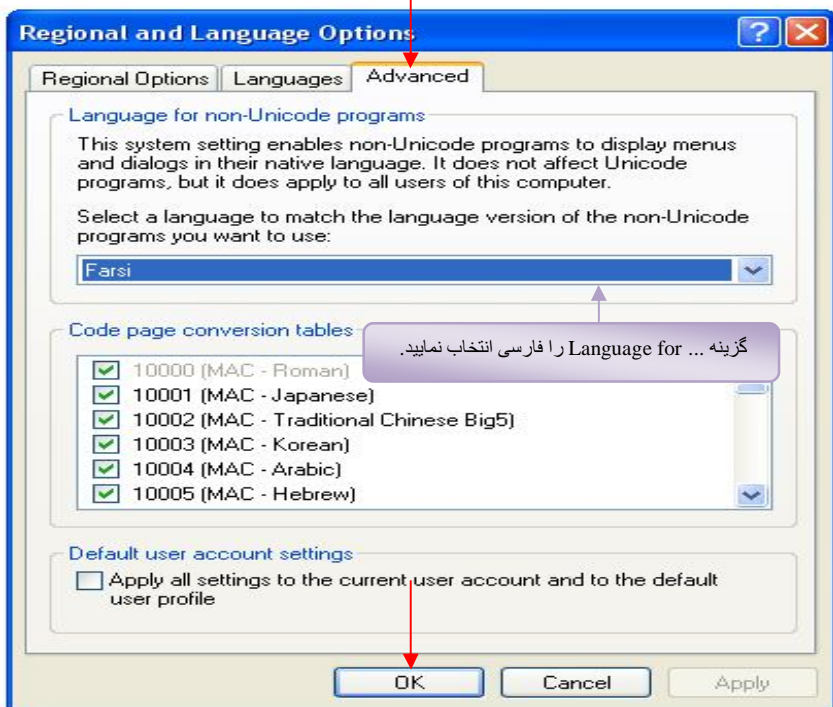 Regional and Language Options
Regional Options
Languages
Advanced
Language for non-Unicode programs
This system setting enables non-Unicode programs to display menus
and dialogs in their native language. It does not affect Unicode
programs, but it does apply to all users of this computer.
Select a language to match the language version of the non-Unicode
programs you want to use:
Farsi
گزینه ... Language for را فارسی انتخاب نمایید.
Code page conversion tables
10000 (MAC - Roman)
10001 (MAC - Japanese)
10002 (MAC - Traditional Chinese Big5)
10003 (MAC - Korean)
10004 (MAC - Arabic)
10005 (MAC - Hebrew)
Default user account settings
Apply all settings to the current user account and to the default
user profile
OK
Cancel
Apply